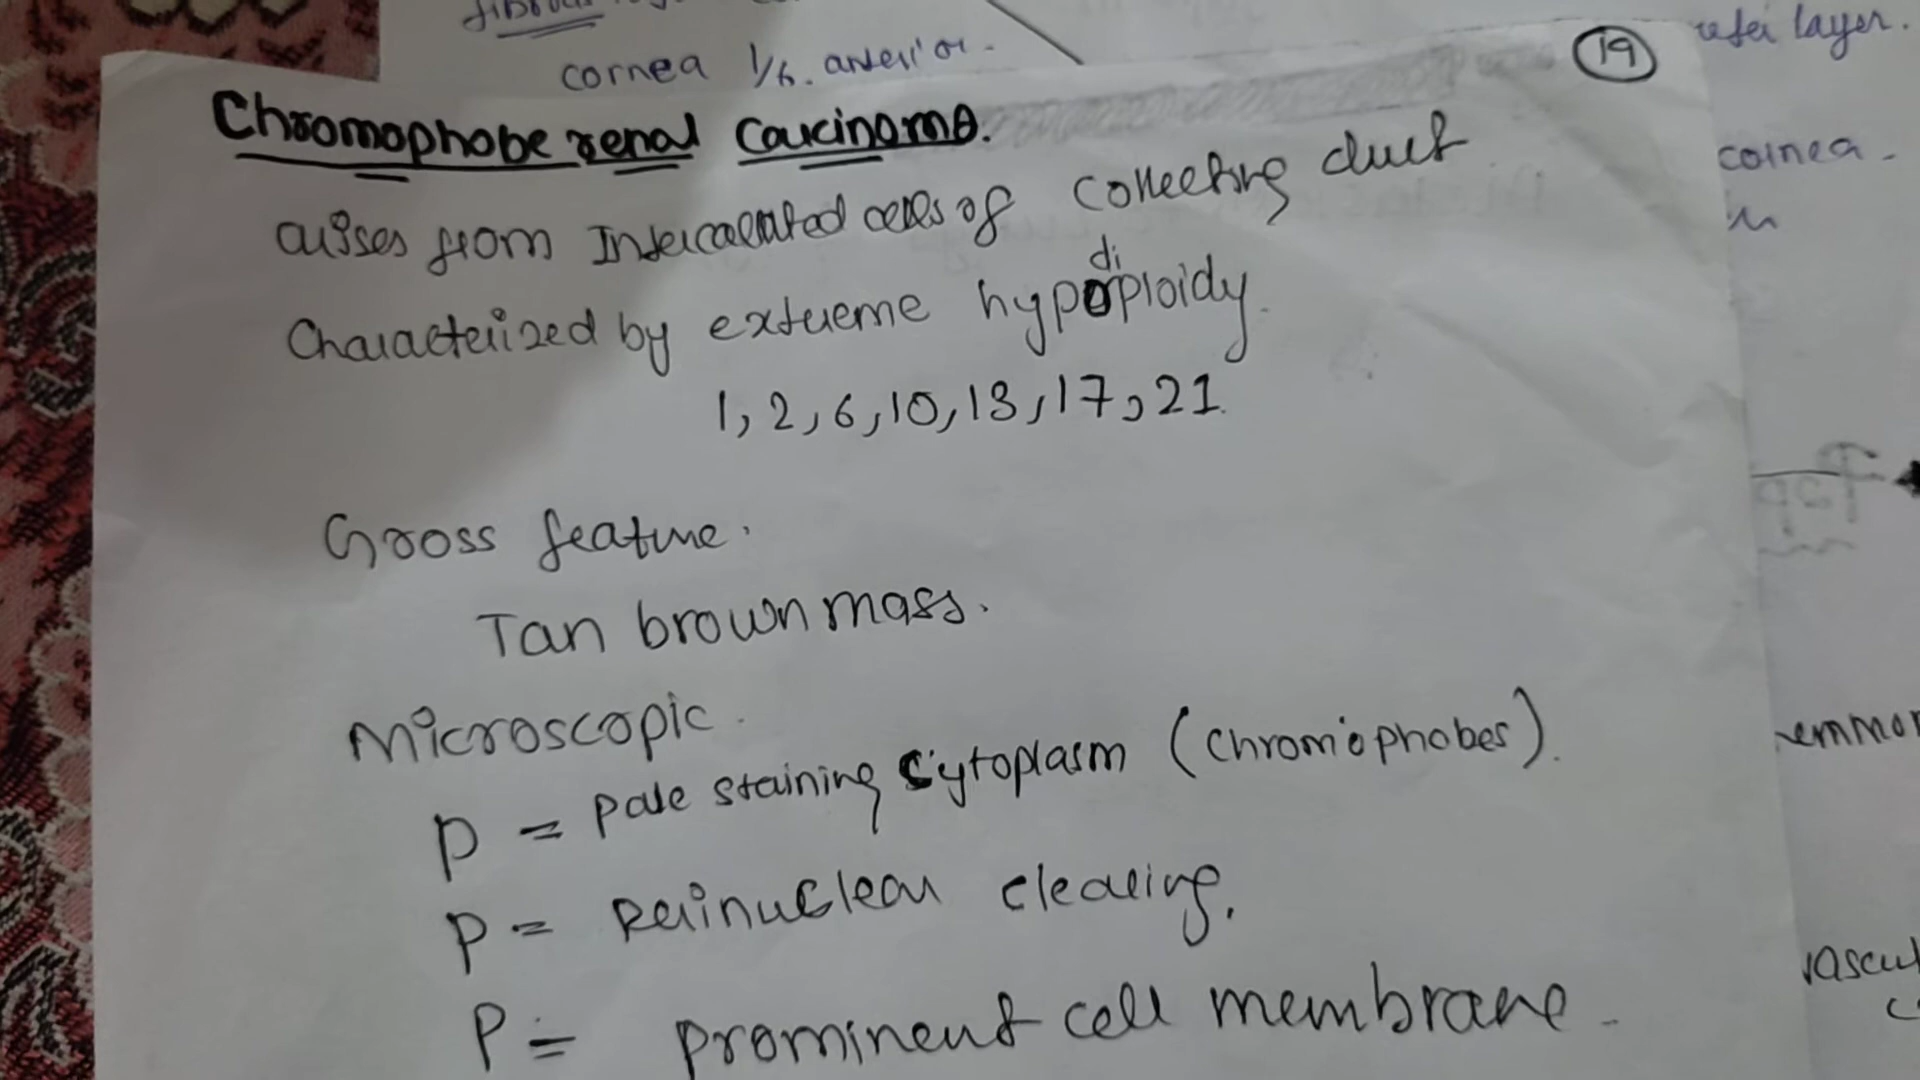 cornea 1/6. anterior -
refer layer.
19
Chromophobe renal Carcinoma.
cornea -
arises from Intercalated cells of collecting duct
di
Characterized by extreme hypoploidy.
1, 2, 6, 10, 13, 17, 21.
Gross feature.
Tan brown mass.
Microscopic.
P = pale staining cytoplasm (chromophobes).
P = Perinuclear clearing.
P = prominent cell membrane.